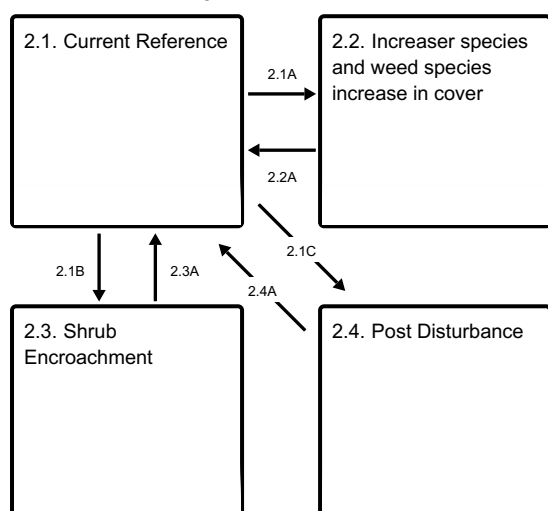 2.1. Current Reference
2.2. Increaser species
and weed species
increase in cover
2.1A
2.2A
2.1C
2.1B
2.3A
2.4A
2.3. Shrub
Encroachment
2.4. Post Disturbance